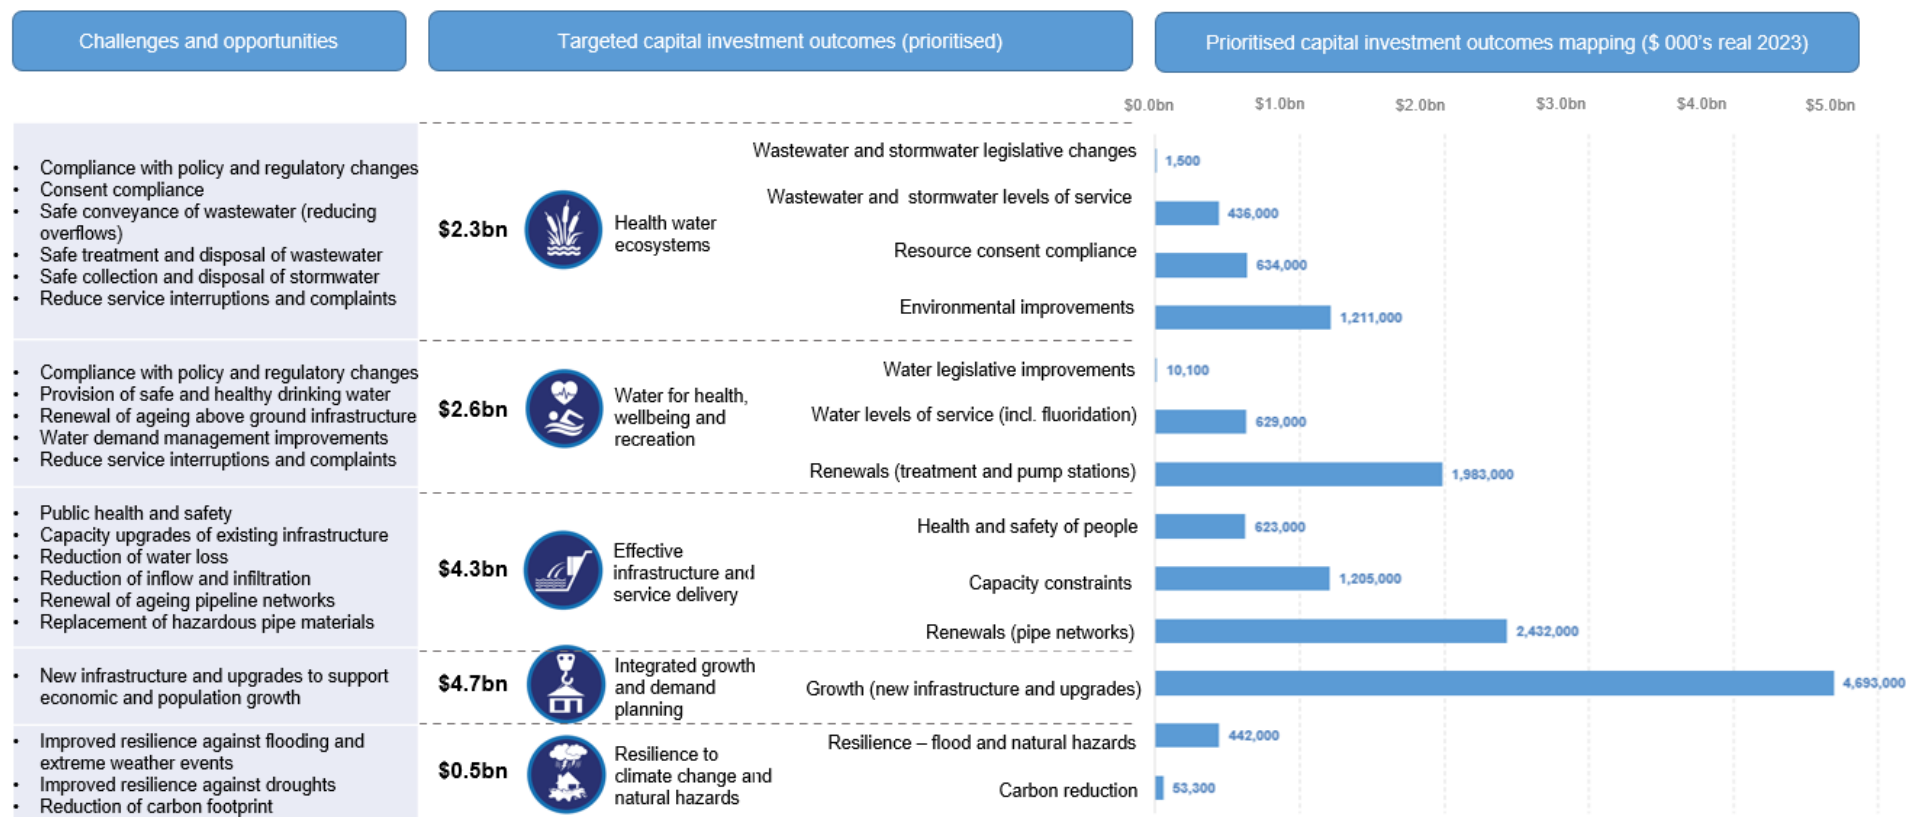 Challenges and opportunities
Targeted capital investment outcomes (prioritised)
Prioritised capital investment outcomes mapping ($ 000's real 2023)
$0.0bn
$1.0bn
$2.0bn
$3.0bn
$4.0bn
$5.0bn
• Compliance with policy and regulatory changes
• Consent compliance
• Safe conveyance of wastewater (reducing
overflows)
• Safe treatment and disposal of wastewater
• Safe collection and disposal of stormwater
• Reduce service interruptions and complaints
$2.3bn
Health water
ecosystems
Wastewater and stormwater legislative changes
1,500
Wastewater and stormwater levels of service
436,000
Resource consent compliance
634,000
Environmental improvements
1,211,000
• Compliance with policy and regulatory changes
• Provision of safe and healthy drinking water
• Renewal of ageing above ground infrastructure
• Water demand management improvements
• Reduce service interruptions and complaints
$2.6bn
Water for health,
wellbeing and
recreation
Water legislative improvements
10,100
Water levels of service (incl. fluoridation)
629,000
Renewals (treatment and pump stations)
1,983,000
• Public health and safety
• Capacity upgrades of existing infrastructure
• Reduction of water loss
• Reduction of inflow and infiltration
• Renewal of ageing pipeline networks
• Replacement of hazardous pipe materials
$4.3bn
Effective
infrastructure and
service delivery
Health and safety of people
623,000
Capacity constraints
1,205,000
Renewals (pipe networks)
2,432,000
• New infrastructure and upgrades to support
economic and population growth
$4.7bn
Integrated growth
and demand
planning
Growth (new infrastructure and upgrades)
4,693,000
• Improved resilience against flooding and
extreme weather events
• Improved resilience against droughts
• Reduction of carbon footprint
$0.5bn
Resilience to
climate change and
natural hazards
Resilience – flood and natural hazards
442,000
Carbon reduction
53,300